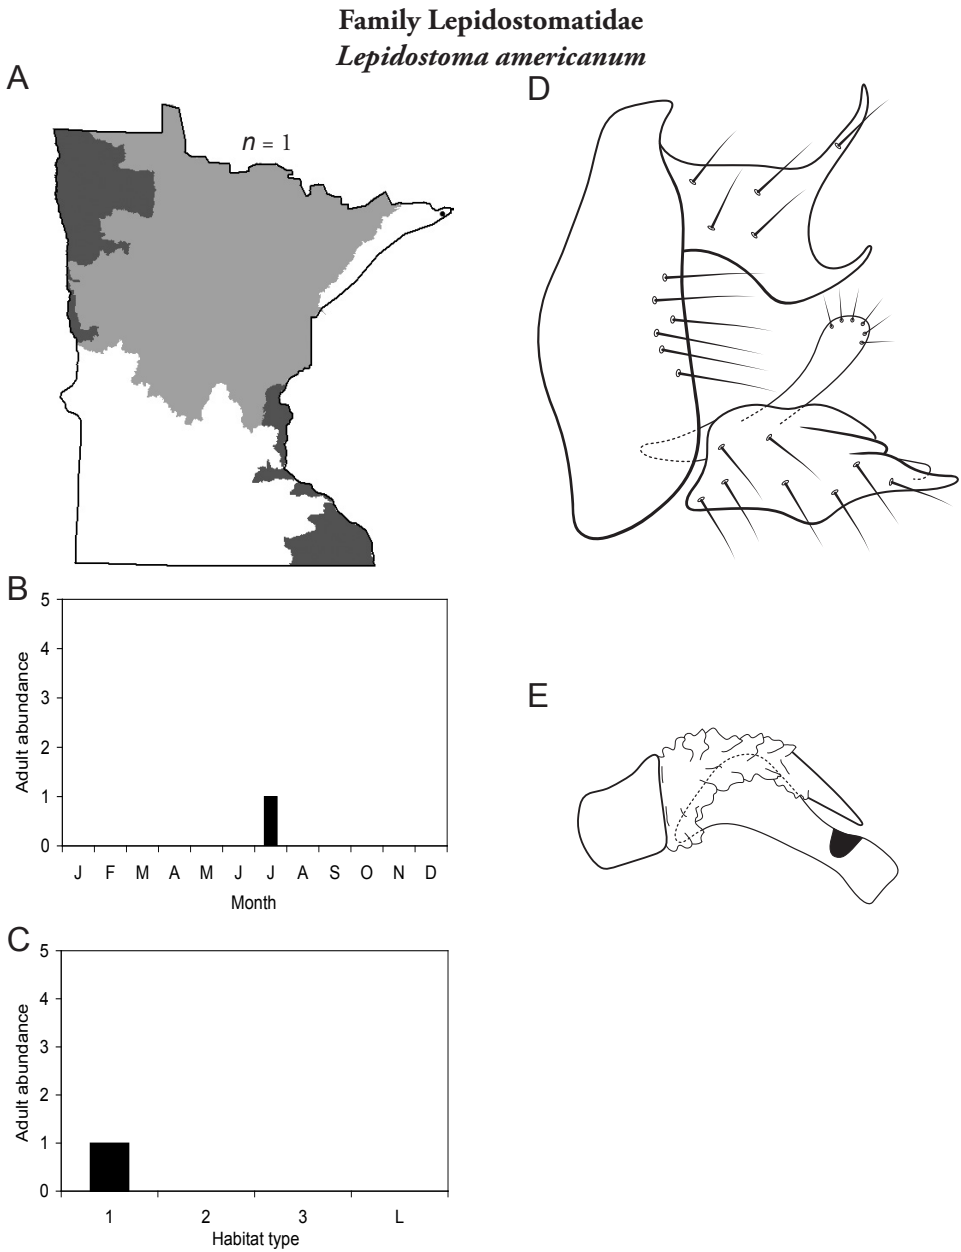 Family Lepidostomatidae
Lepidostoma americanum
A
n = 1
D
B
5
4
3
2
1
0
Adult abundance
J F M A M J J A S O N D
Month
E
C
5
4
3
2
1
0
Adult abundance
1 2 3 L
Habitat type